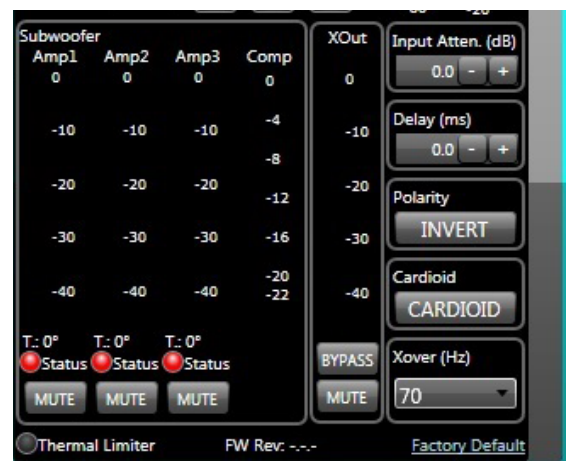 Subwoofer
Amp1 Amp2 Amp3 Comp
0 0 0 0
-10 -10 -10 -4
-8
-20 -20 -20 -12
-30 -30 -30 -16
-20
-40 -40 -40 -22
T.: 0° T.: 0° T.: 0°
Status Status Status
MUTE MUTE MUTE
XOut
0
-10
-20
-30
-40
BYPASS
MUTE
Input Atten. (dB)
0.0 - +
Delay (ms)
0.0 - +
Polarity
INVERT
Cardioid
CARDIOID
Xover (Hz)
70
Thermal Limiter FW Rev: -.-.- Factory Default